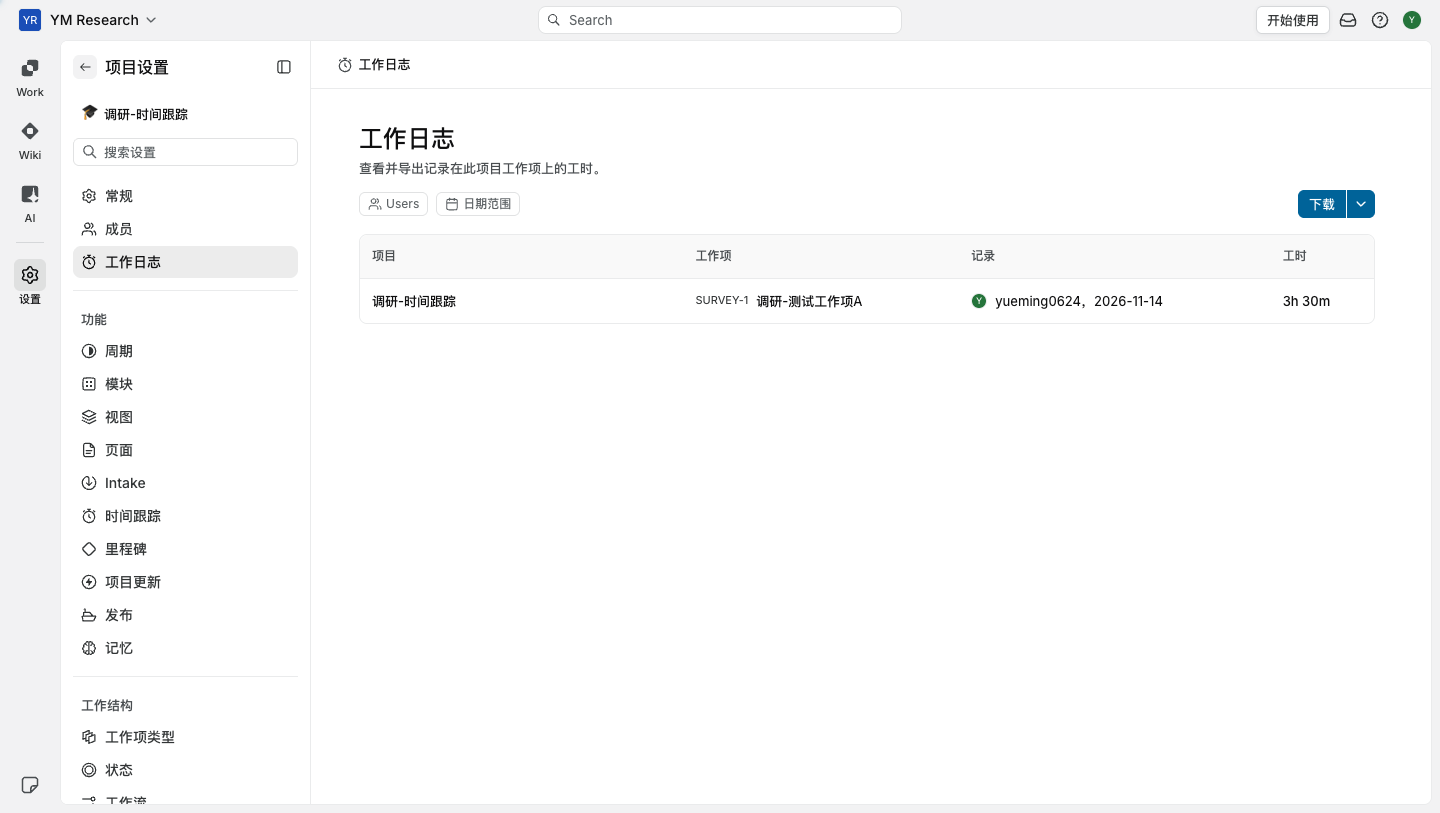 YR YM Research
Search
开始使用
Y
Work
Wiki
AI
设置
项目设置
调研-时间跟踪
搜索设置
常规
成员
工作日志
功能
周期
模块
视图
页面
Intake
时间跟踪
里程碑
项目更新
发布
记忆
工作结构
工作项类型
状态
工作流
工作日志
工作日志
查看并导出记录在此项目工作项上的工时。
Users 日期范围
下载
项目 工作项 记录 工时
调研-时间跟踪 SURVEY-1 调研-测试工作项A Y yueming0624, 2026-11-14 3h 30m